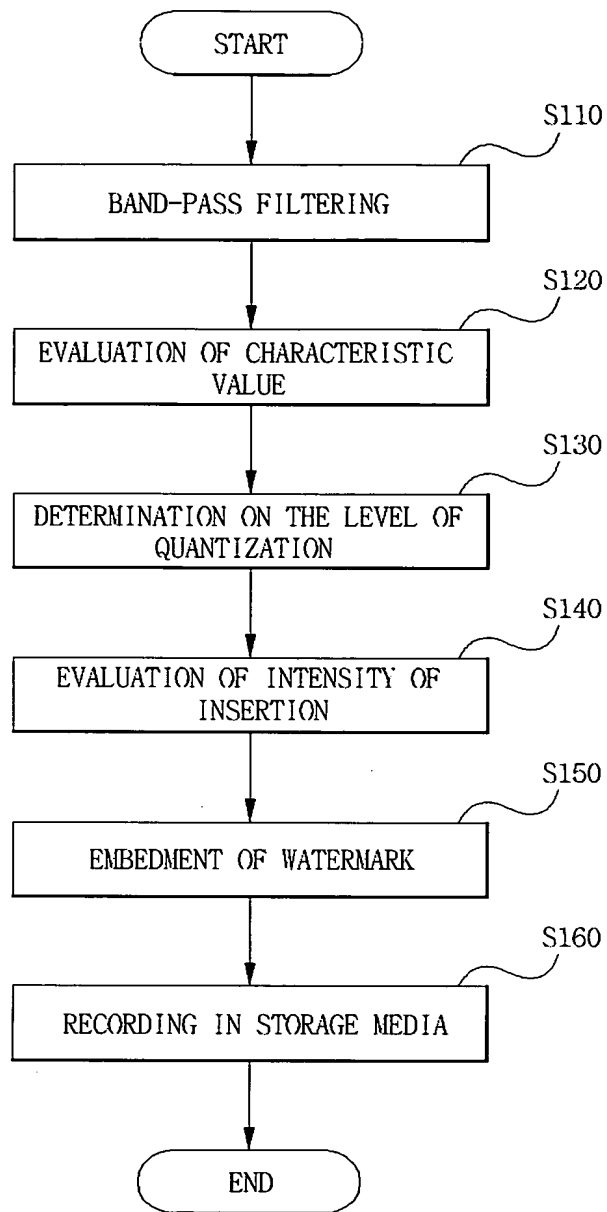 START
S110
BAND-PASS FILTERING
S120
EVALUATION OF CHARACTERISTIC
VALUE
S130
DETERMINATION ON THE LEVEL OF
QUANTIZATION
S140
EVALUATION OF INTENSITY OF
INSERTION
S150
EMBEDMENT OF WATERMARK
S160
RECORDING IN STORAGE MEDIA
END